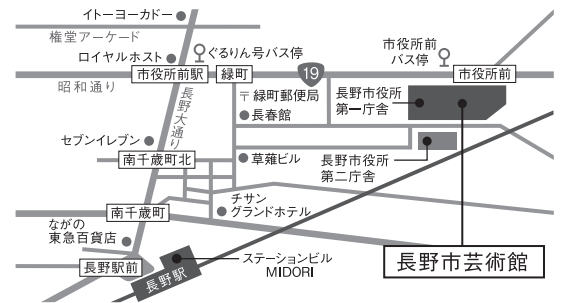 イトーヨーカドー
権堂アーケード
ロイヤルホスト
ぐるりん号バス停
市役所前
バス停
市役所前駅
緑町
19
市役所前
昭和通り
長野大通り
〒緑町郵便局
長春館
長野市役所
第一庁舎
セブンイレブン
南千歳町北
草薙ビル
長野市役所
第二庁舎
チサン
グランドホテル
南千歳町
ながの
東急百貨店
長野駅前
長野駅
ステーションビル
MIDORI
長野市芸術館